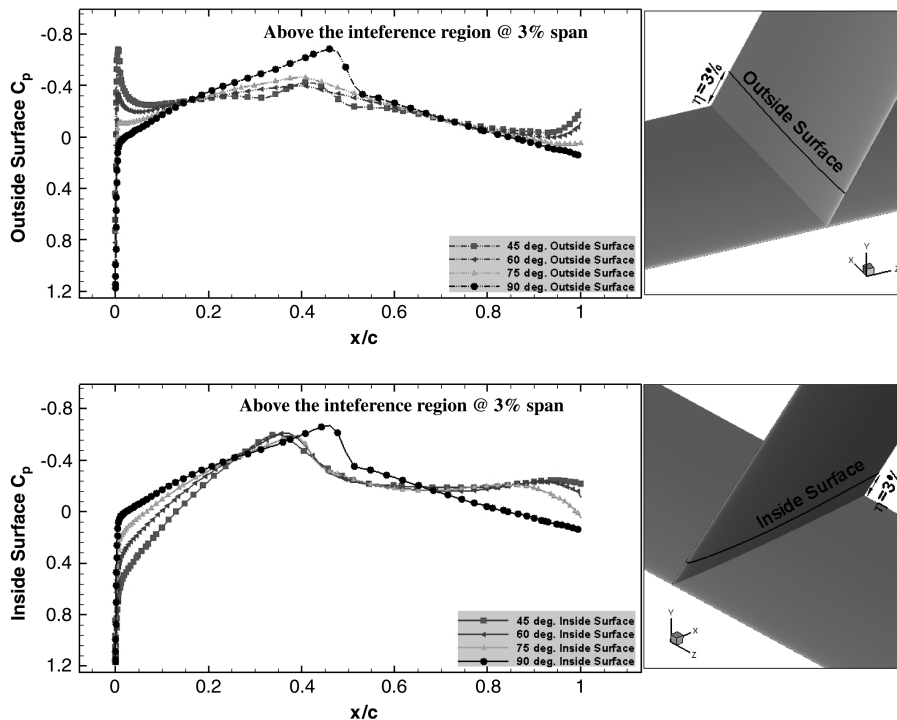 Above the inteference region @ 3% span
Outside Surface Cp
-0.8
-0.4
0
0.4
0.8
1.2
45 deg. Outside Surface
60 deg. Outside Surface
75 deg. Outside Surface
90 deg. Outside Surface
0 0.2 0.4 0.6 0.8 1
x/c
η=3%
Outside Surface
Y
X
Z
Above the inteference region @ 3% span
Inside Surface Cp
-0.8
-0.4
0
0.4
0.8
1.2
45 deg. Inside Surface
60 deg. Inside Surface
75 deg. Inside Surface
90 deg. Inside Surface
0 0.2 0.4 0.6 0.8 1
x/c
Inside Surface
η=3%
Y
X
Z